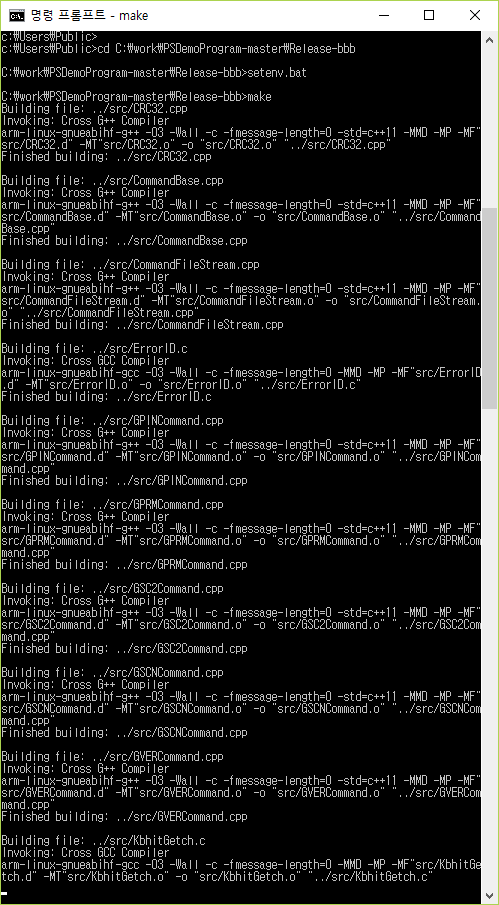 명령 프롬프트 - make
c:₩Users₩Public>
c:₩Users₩Public>cd C:₩work₩PSDemoProgram-master₩Release-bbb
C:₩work₩PSDemoProgram-master₩Release-bbb>setenv.bat
C:₩work₩PSDemoProgram-master₩Release-bbb>make
Building file: ../src/CRC32.cpp
Invoking: Cross G++ Compiler
arm-linux-gnueabihf-g++ -O3 -Wall -c -fmessage-length=0 -std=c++11 -MMD -MP -MF"
src/CRC32.d" -MT"src/CRC32.o" -o "src/CRC32.o" "../src/CRC32.cpp"
Finished building: ../src/CRC32.cpp
Building file: ../src/CommandBase.cpp
Invoking: Cross G++ Compiler
arm-linux-gnueabihf-g++ -O3 -Wall -c -fmessage-length=0 -std=c++11 -MMD -MP -MF"
src/CommandBase.d" -MT"src/CommandBase.o" -o "src/CommandBase.o" "../src/Command
Base.cpp"
Finished building: ../src/CommandBase.cpp
Building file: ../src/CommandFileStream.cpp
Invoking: Cross G++ Compiler
arm-linux-gnueabihf-g++ -O3 -Wall -c -fmessage-length=0 -std=c++11 -MMD -MP -MF"
src/CommandFileStream.d" -MT"src/CommandFileStream.o" -o "src/CommandFileStream.
o" "../src/CommandFileStream.cpp"
Finished building: ../src/CommandFileStream.cpp
Building file: ../src/ErrorID.c
Invoking: Cross GCC Compiler
arm-linux-gnueabihf-gcc -O3 -Wall -c -fmessage-length=0 -MMD -MP -MF"src/ErrorID
.d" -MT"src/ErrorID.o" -o "src/ErrorID.o" "../src/ErrorID.c"
Finished building: ../src/ErrorID.c
Building file: ../src/GPINCommand.cpp
Invoking: Cross G++ Compiler
arm-linux-gnueabihf-g++ -O3 -Wall -c -fmessage-length=0 -std=c++11 -MMD -MP -MF"
src/GPINCommand.d" -MT"src/GPINCommand.o" -o "src/GPINCommand.o" "../src/GPINCom
mand.cpp"
Finished building: ../src/GPINCommand.cpp
Building file: ../src/GPRMCommand.cpp
Invoking: Cross G++ Compiler
arm-linux-gnueabihf-g++ -O3 -Wall -c -fmessage-length=0 -std=c++11 -MMD -MP -MF"
src/GPRMCommand.d" -MT"src/GPRMCommand.o" -o "src/GPRMCommand.o" "../src/GPRMCom
mand.cpp"
Finished building: ../src/GPRMCommand.cpp
Building file: ../src/GSC2Command.cpp
Invoking: Cross G++ Compiler
arm-linux-gnueabihf-g++ -O3 -Wall -c -fmessage-length=0 -std=c++11 -MMD -MP -MF"
src/GSC2Command.d" -MT"src/GSC2Command.o" -o "src/GSC2Command.o" "../src/GSC2Com
mand.cpp"
Finished building: ../src/GSC2Command.cpp
Building file: ../src/GSCNCommand.cpp
Invoking: Cross G++ Compiler
arm-linux-gnueabihf-g++ -O3 -Wall -c -fmessage-length=0 -std=c++11 -MMD -MP -MF"
src/GSCNCommand.d" -MT"src/GSCNCommand.o" -o "src/GSCNCommand.o" "../src/GSCNCom
mand.cpp"
Finished building: ../src/GSCNCommand.cpp
Building file: ../src/GVERCommand.cpp
Invoking: Cross G++ Compiler
arm-linux-gnueabihf-g++ -O3 -Wall -c -fmessage-length=0 -std=c++11 -MMD -MP -MF"
src/GVERCommand.d" -MT"src/GVERCommand.o" -o "src/GVERCommand.o" "../src/GVERCom
mand.cpp"
Finished building: ../src/GVERCommand.cpp
Building file: ../src/KbhitGetch.c
Invoking: Cross GCC Compiler
arm-linux-gnueabihf-gcc -O3 -Wall -c -fmessage-length=0 -MMD -MP -MF"src/KbhitGe
tch.d" -MT"src/KbhitGetch.o" -o "src/KbhitGetch.o" "../src/KbhitGetch.c"